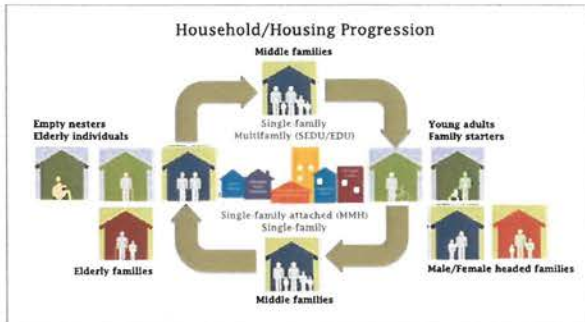 Household/Housing Progression
Middle families
Single-family
Multifamily (SEDU/EDU)
Empty nesters
Elderly individuals
Young adults
Family starters
Single-family attached (MMH)
Single-family
Elderly families
Male/Female headed families
Middle families